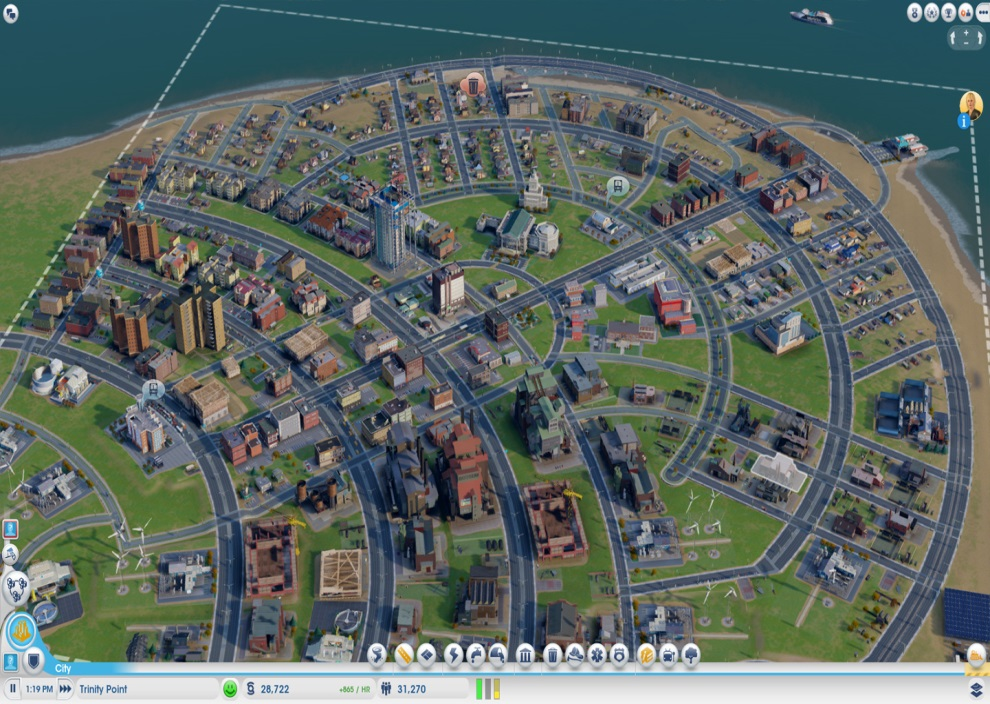 City
1:19 PM
Trinity Point
28,722
+865 / HR
31,270